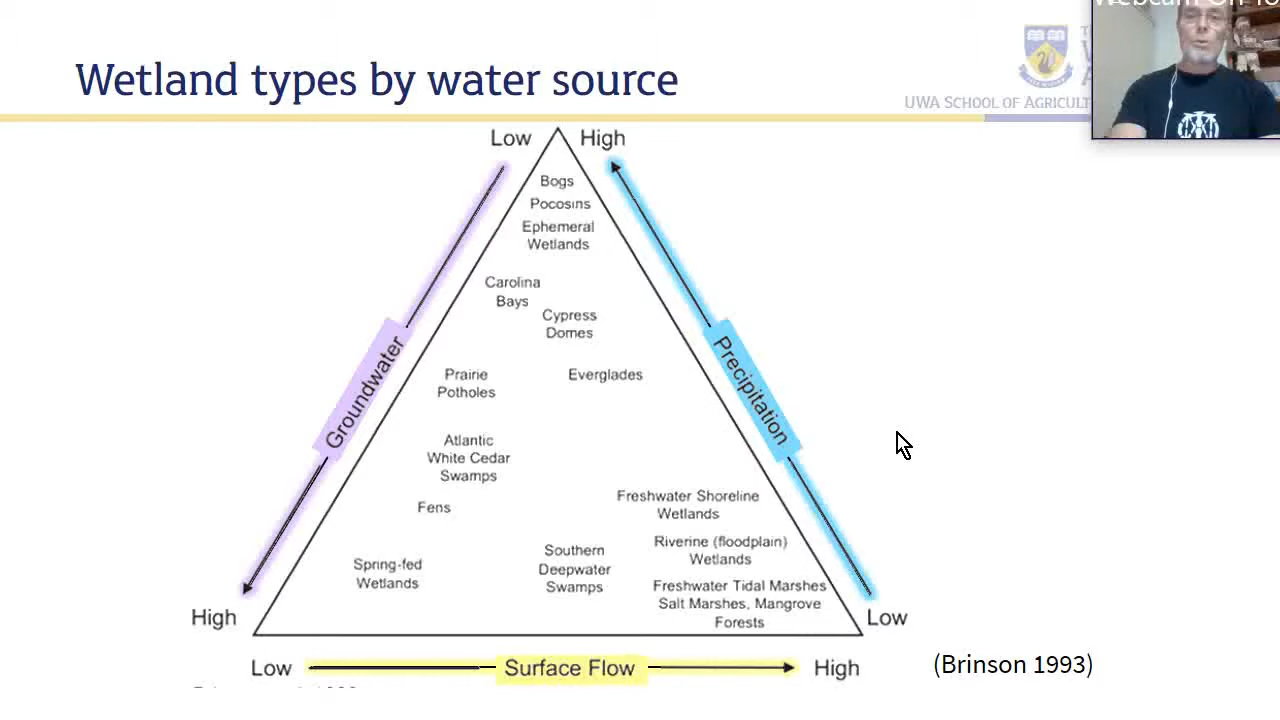 Webcam On
Wetland types by water source
UWA SCHOOL OF
Low
High
Bogs
Pocosins
Ephemeral
Wetlands
Carolina
Bays
Cypress
Domes
Groundwater
Precipitation
Prairie
Potholes
Everglades
Atlantic
White Cedar
Swamps
Fens
Freshwater Shoreline
Wetlands
Riverine (floodplain)
Wetlands
Spring-fed
Wetlands
Southern
Deepwater
Swamps
Freshwater Tidal Marshes
Salt Marshes, Mangrove
Forests
High
Low
Low
Surface Flow
High
(Brinson 1993)